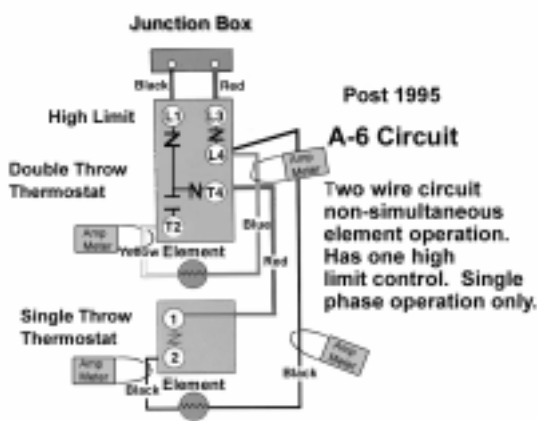 Junction Box
Black
Red
High Limit
L1
L3
L4
Post 1995
A-6 Circuit
Amp
Meter
Double Throw
Thermostat
T4
T2
Two wire circuit
non-simultaneous
element operation.
Has one high
limit control. Single
phase operation only.
Amp
Meter
Yellow
Element
Blue
Red
Single Throw
Thermostat
1
2
Amp
Meter
Black
Element
Black
Amp
Meter